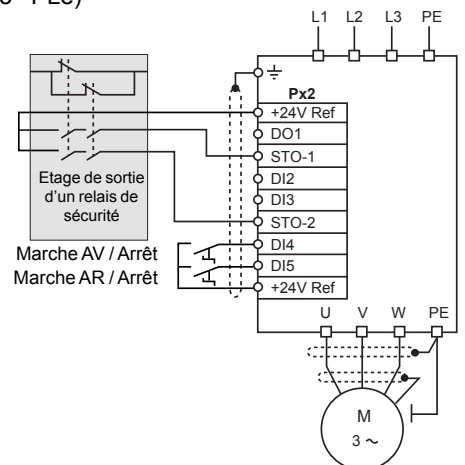 L1 L2 L3 PE
Px2
+24V Ref
DO1
STO-1
DI2
DI3
STO-2
DI4
DI5
+24V Ref
Etage de sortie
d'un relais de
sécurité
Marche AV / Arrêt
Marche AR / Arrêt
U V W PE
M
3 ~